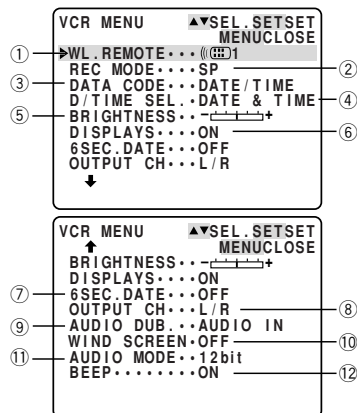 VCR MENU ▲▼SEL.SETSET
MENUCLOSE
① WL.REMOTE・・・ 1
REC MODE・・・・SP ②
③ DATA CODE・・・DATE/TIME
D/TIME SEL.・DATE & TIME ④
⑤ BRIGHTNESS・・− +
DISPLAYS・・・・ON ⑥
6SEC.DATE・・・OFF
OUTPUT CH・・・L/R
VCR MENU ▲▼SEL.SETSET
MENUCLOSE
BRIGHTNESS・・− +
DISPLAYS・・・・ON
⑦ 6SEC.DATE・・・OFF
OUTPUT CH・・・L/R ⑧
⑨ AUDIO DUB.・・AUDIO IN
WIND SCREEN・OFF ⑩
⑪ AUDIO MODE・・12bit
BEEP・・・・・・・・ON ⑫